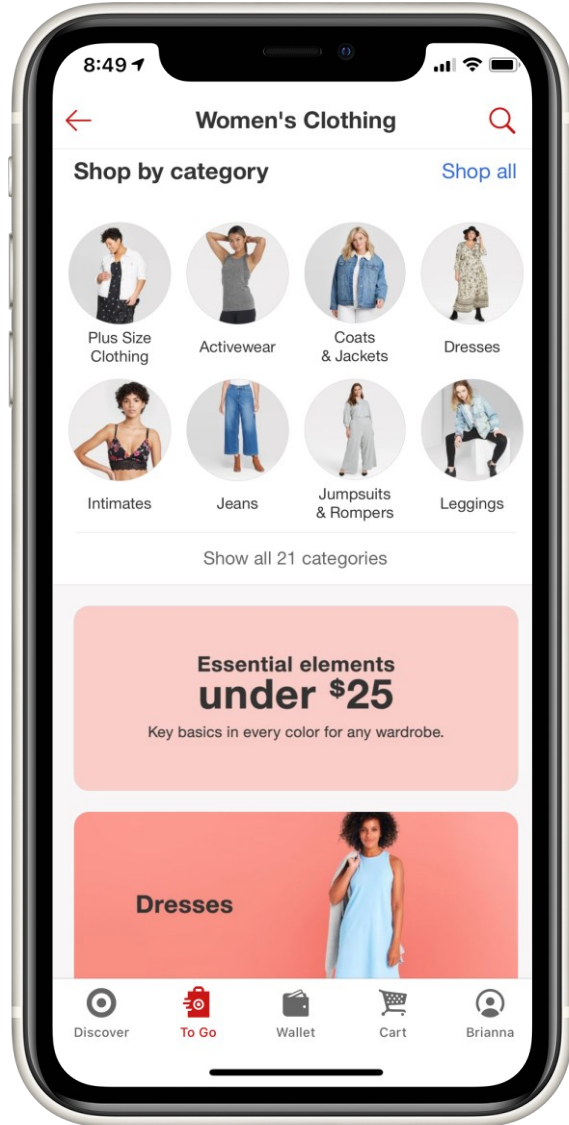 8:49
Women's Clothing
Shop by category
Shop all
Plus Size
Clothing
Activewear
Coats
& Jackets
Dresses
Intimates
Jeans
Jumpsuits
& Rompers
Leggings
Show all 21 categories
Essential elements
under $25
Key basics in every color for any wardrobe.
Dresses
Discover
To Go
Wallet
Cart
Brianna